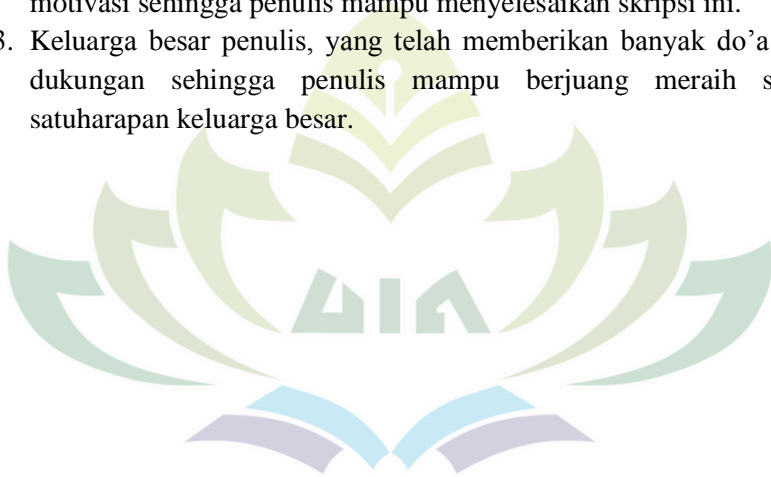 motivasi sehingga penulis mampu menyelesaikan skripsi ini.
3. Keluarga besar penulis, yang telah memberikan banyak do’a
dukungan sehingga penulis mampu berjuang meraih
satuharapan keluarga besar.
UIN